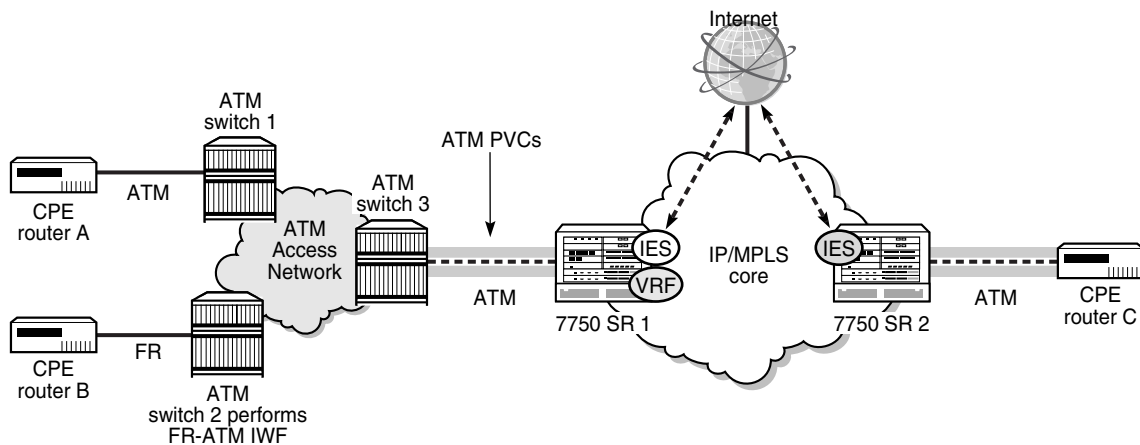 Internet
ATM
switch 1
ATM PVCs
ATM
CPE
router A
ATM
switch 3
ATM
Access
Network
IES
VRF
IP/MPLS
core
IES
ATM
ATM
7750 SR 1
7750 SR 2
CPE
router C
FR
CPE
router B
ATM
switch 2 performs
FR-ATM IWF